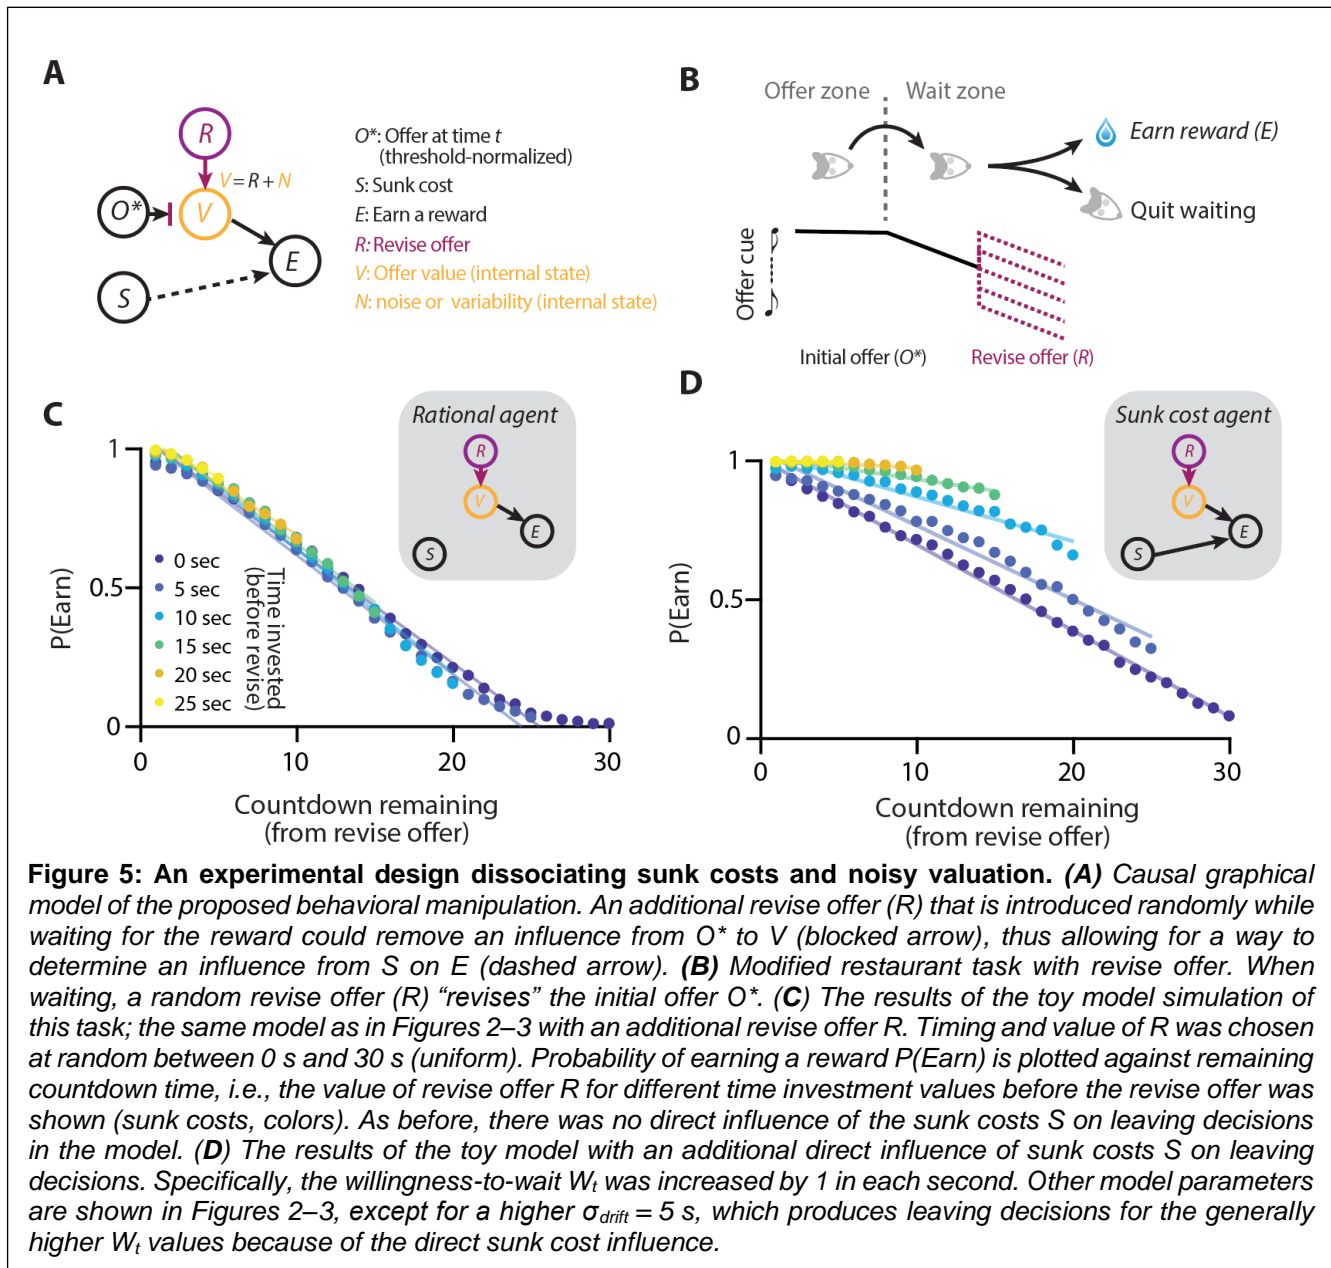 A
R
V = R + N
O*
V
E
S
O*: Offer at time t
(threshold-normalized)
S: Sunk cost
E: Earn a reward
R: Revise offer
V: Offer value (internal state)
N: noise or variability (internal state)
B
Offer zone
Wait zone
Earn reward (E)
Quit waiting
Offer cue
Initial offer (O*)
Revise offer (R)
C
Rational agent
R
V
E
S
1
0.5
0
P(Earn)
0 sec
5 sec
10 sec
15 sec
20 sec
25 sec
Time invested
(before revise)
0
10
20
30
Countdown remaining
(from revise offer)
D
Sunk cost agent
R
V
E
S
1
0.5
0
P(Earn)
0
10
20
30
Countdown remaining
(from revise offer)
Figure 5: An experimental design dissociating sunk costs and noisy valuation. (A) Causal graphical
model of the proposed behavioral manipulation. An additional revise offer (R) that is introduced randomly while
waiting for the reward could remove an influence from O* to V (blocked arrow), thus allowing for a way to
determine an influence from S on E (dashed arrow). (B) Modified restaurant task with revise offer. When
waiting, a random revise offer (R) “revises” the initial offer O*. (C) The results of the toy model simulation of
this task; the same model as in Figures 2–3 with an additional revise offer R. Timing and value of R was chosen
at random between 0 s and 30 s (uniform). Probability of earning a reward P(Earn) is plotted against remaining
countdown time, i.e., the value of revise offer R for different time investment values before the revise offer was
shown (sunk costs, colors). As before, there was no direct influence of the sunk costs S on leaving decisions
in the model. (D) The results of the toy model with an additional direct influence of sunk costs S on leaving
decisions. Specifically, the willingness-to-wait Wt was increased by 1 in each second. Other model parameters
are shown in Figures 2–3, except for a higher σdrift = 5 s, which produces leaving decisions for the generally
higher Wt values because of the direct sunk cost influence.